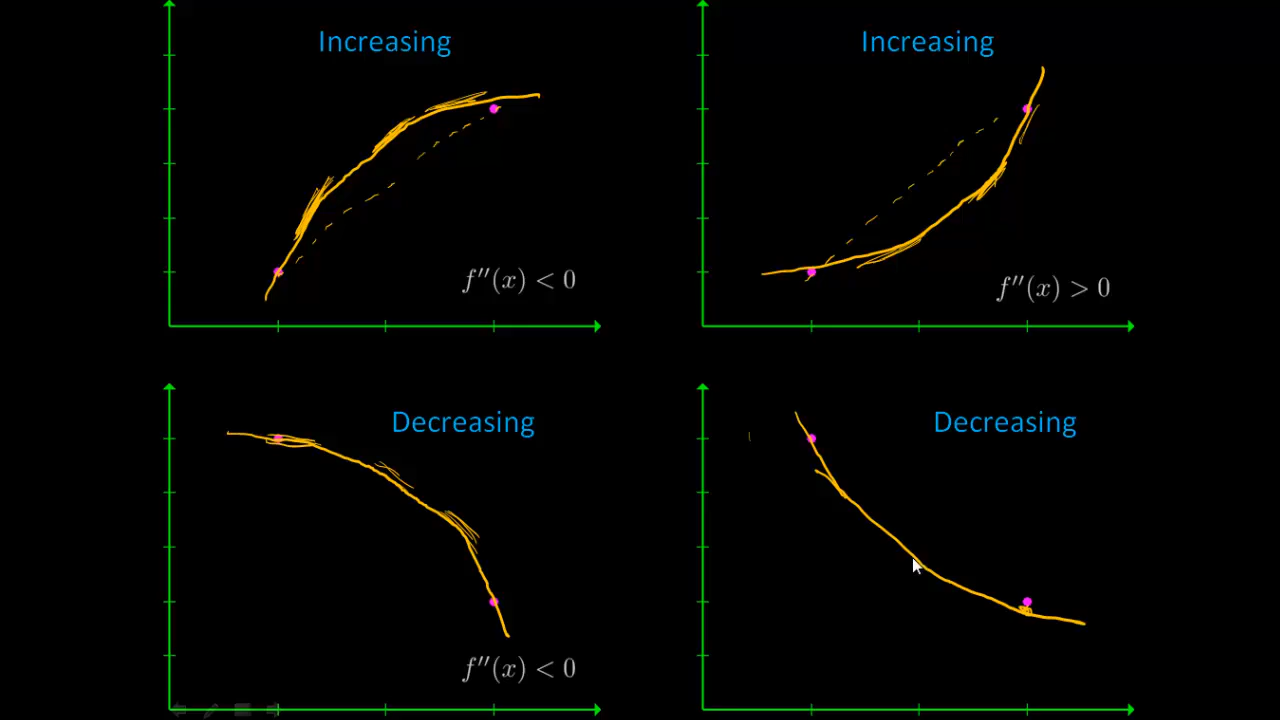 Increasing
Increasing
f''(x) < 0
f''(x) > 0
Decreasing
Decreasing
f''(x) < 0